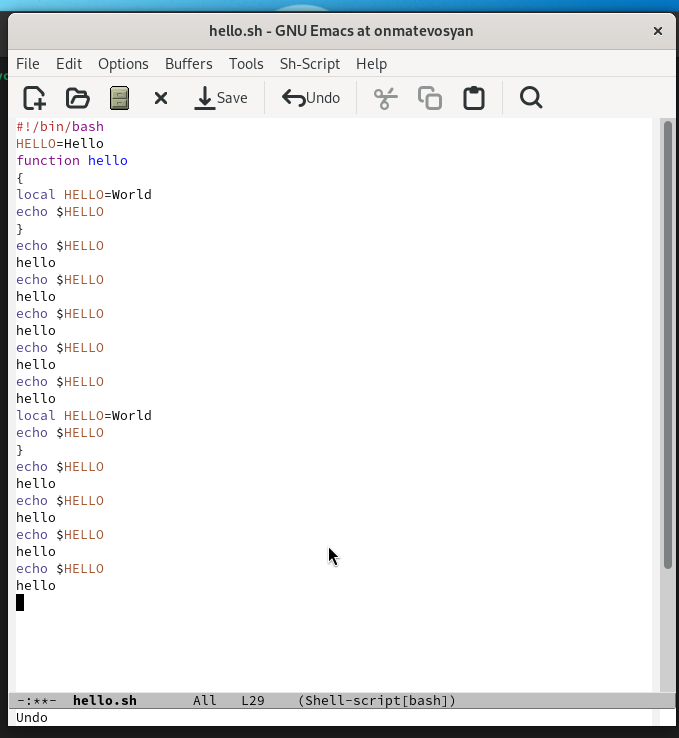 hello.sh - GNU Emacs at onmatevosyan
File Edit Options Buffers Tools Sh-Script Help
Save Undo
#!/bin/bash
HELLO=Hello
function hello
{
local HELLO=World
echo $HELLO
}
echo $HELLO
hello
echo $HELLO
hello
echo $HELLO
hello
echo $HELLO
hello
echo $HELLO
hello
local HELLO=World
echo $HELLO
}
echo $HELLO
hello
echo $HELLO
hello
echo $HELLO
hello
echo $HELLO
hello
-:**- hello.sh All L29 (Shell-script[bash])
Undo